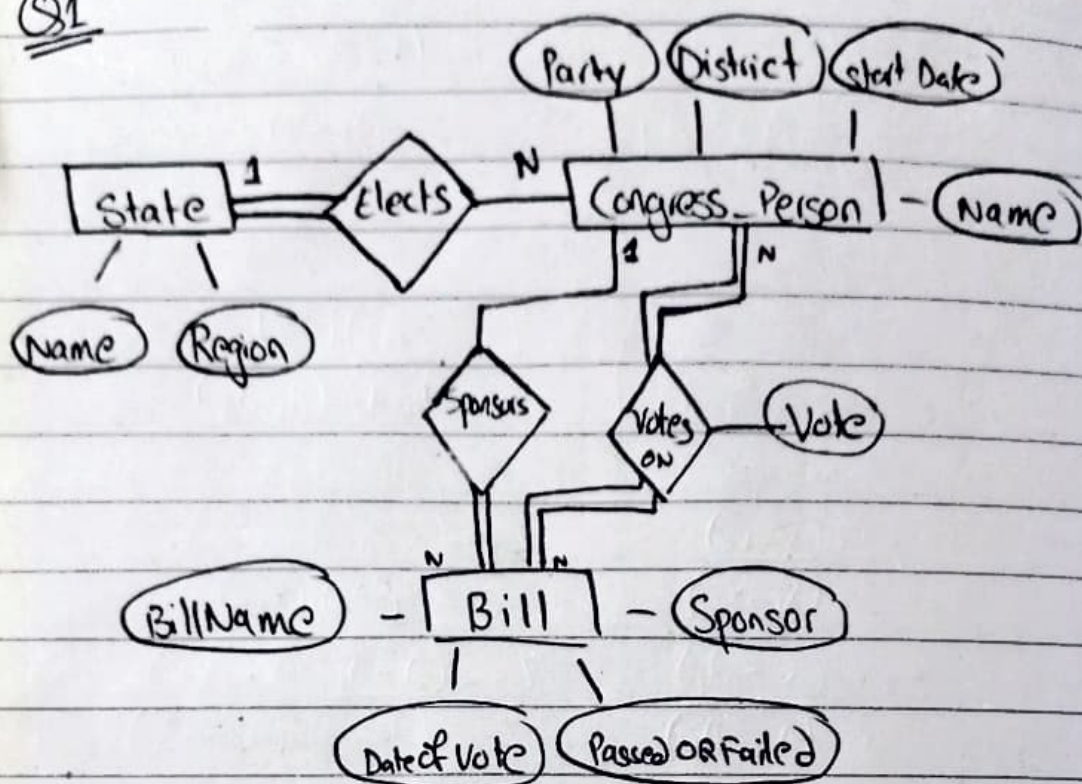 Q1
Party District Start Date
1 N
State Elects Congress_Person Name
1 N
Name Region
Sponsors Votes ON Vote
N N
BillName Bill Sponsor
Date of Vote Passed OR Failed